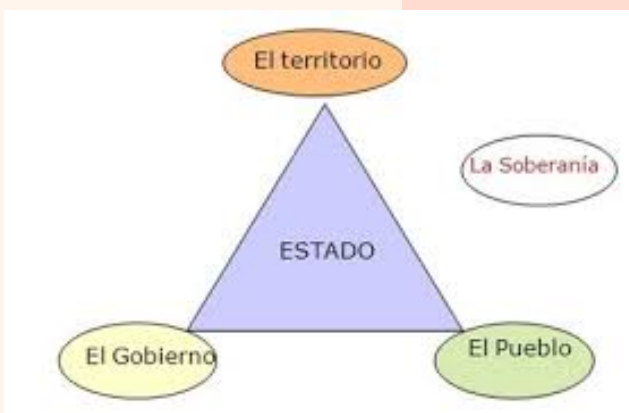 El territorio
La Soberanía
ESTADO
El Gobierno
El Pueblo